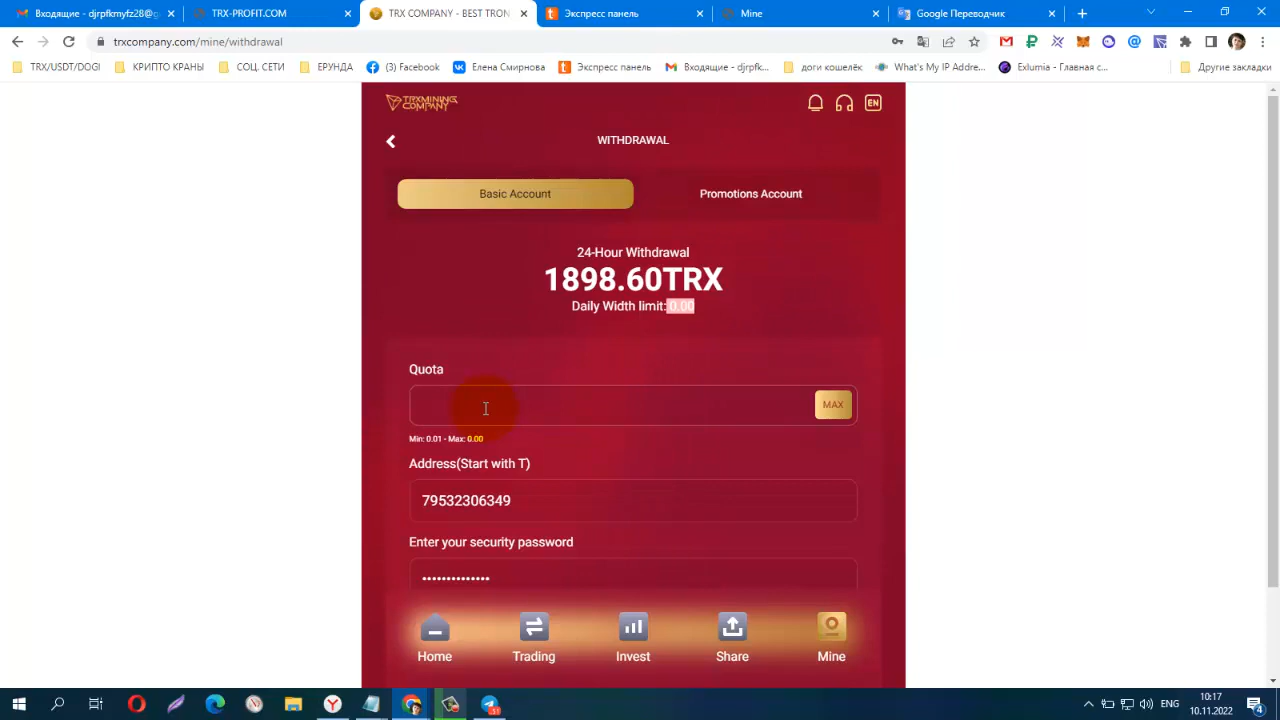 Входящие - djrpfkmyfz28@g
TRX-PROFIT.COM
TRX COMPANY - BEST TRON
Экспресс панель
Mine
Google Переводчик
trxcompany.com/mine/withdrawal
TRX/USDT/DOGI
КРИПТО КРАНЫ
СОЦ. СЕТИ
ЕРУНДА
(3) Facebook
Елена Смирнова
Экспресс панель
Входящие - djrpfk...
доги кошелёк
What's My IP Addre...
Exlumia - Главная с...
Другие закладки
TRXMINING
COMPANY
EN
WITHDRAWAL
Basic Account
Promotions Account
24-Hour Withdrawal
1898.60TRX
Daily Width limit: 0.00
Quota
MAX
Min: 0.01 - Max: 0.00
Address(Start with T)
79532306349
Enter your security password
••••••••••••••
Home
Trading
Invest
Share
Mine
ENG
10:17
10.11.2022